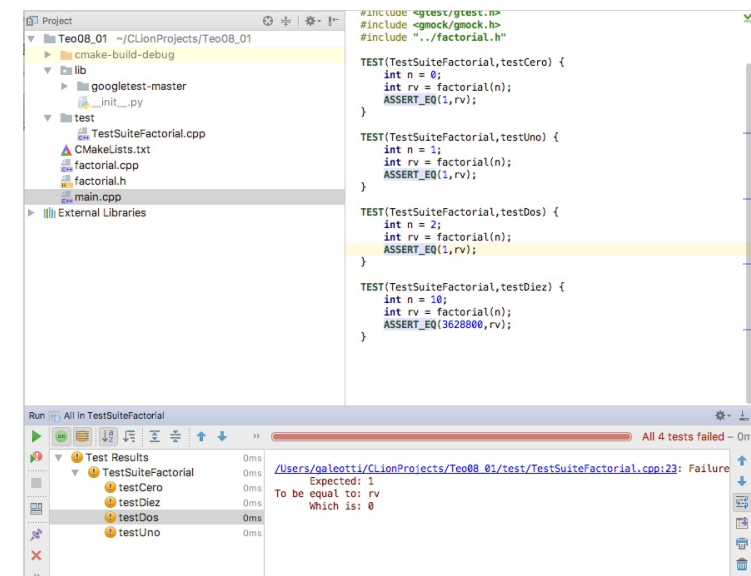 Project
Teo08_01 ~/CLionProjects/Teo08_01
cmake-build-debug
lib
googletest-master
__init__.py
test
TestSuiteFactorial.cpp
CMakeLists.txt
factorial.cpp
factorial.h
main.cpp
External Libraries
#include <gtest/gtest.h>
#include <gmock/gmock.h>
#include "../factorial.h"
TEST(TestSuiteFactorial,testCero) {
int n = 0;
int rv = factorial(n);
ASSERT_EQ(1,rv);
}
TEST(TestSuiteFactorial,testUno) {
int n = 1;
int rv = factorial(n);
ASSERT_EQ(1,rv);
}
TEST(TestSuiteFactorial,testDos) {
int n = 2;
int rv = factorial(n);
ASSERT_EQ(1,rv);
}
TEST(TestSuiteFactorial,testDiez) {
int n = 10;
int rv = factorial(n);
ASSERT_EQ(3628800,rv);
}
Run All in TestSuiteFactorial
OK
>> All 4 tests failed – 0m
Test Results 0ms
TestSuiteFactorial 0ms
testCero 0ms
testDiez 0ms
testDos 0ms
testUno 0ms
/Users/galeotti/CLionProjects/Teo08_01/test/TestSuiteFactorial.cpp:23: Failure
Expected: 1
To be equal to: rv
Which is: 0